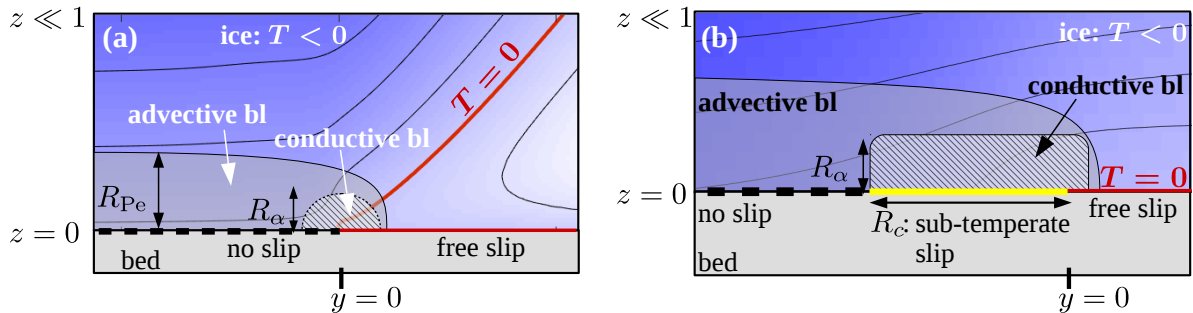 z ≪ 1
(a)
ice: T < 0
T = 0
advective bl
conductive bl
R_Pe
R_α
z = 0
no slip
free slip
bed
y = 0
z ≪ 1
(b)
ice: T < 0
conductive bl
advective bl
R_α
T = 0
z = 0
no slip
R_c: sub-temperate
slip
free slip
bed
y = 0